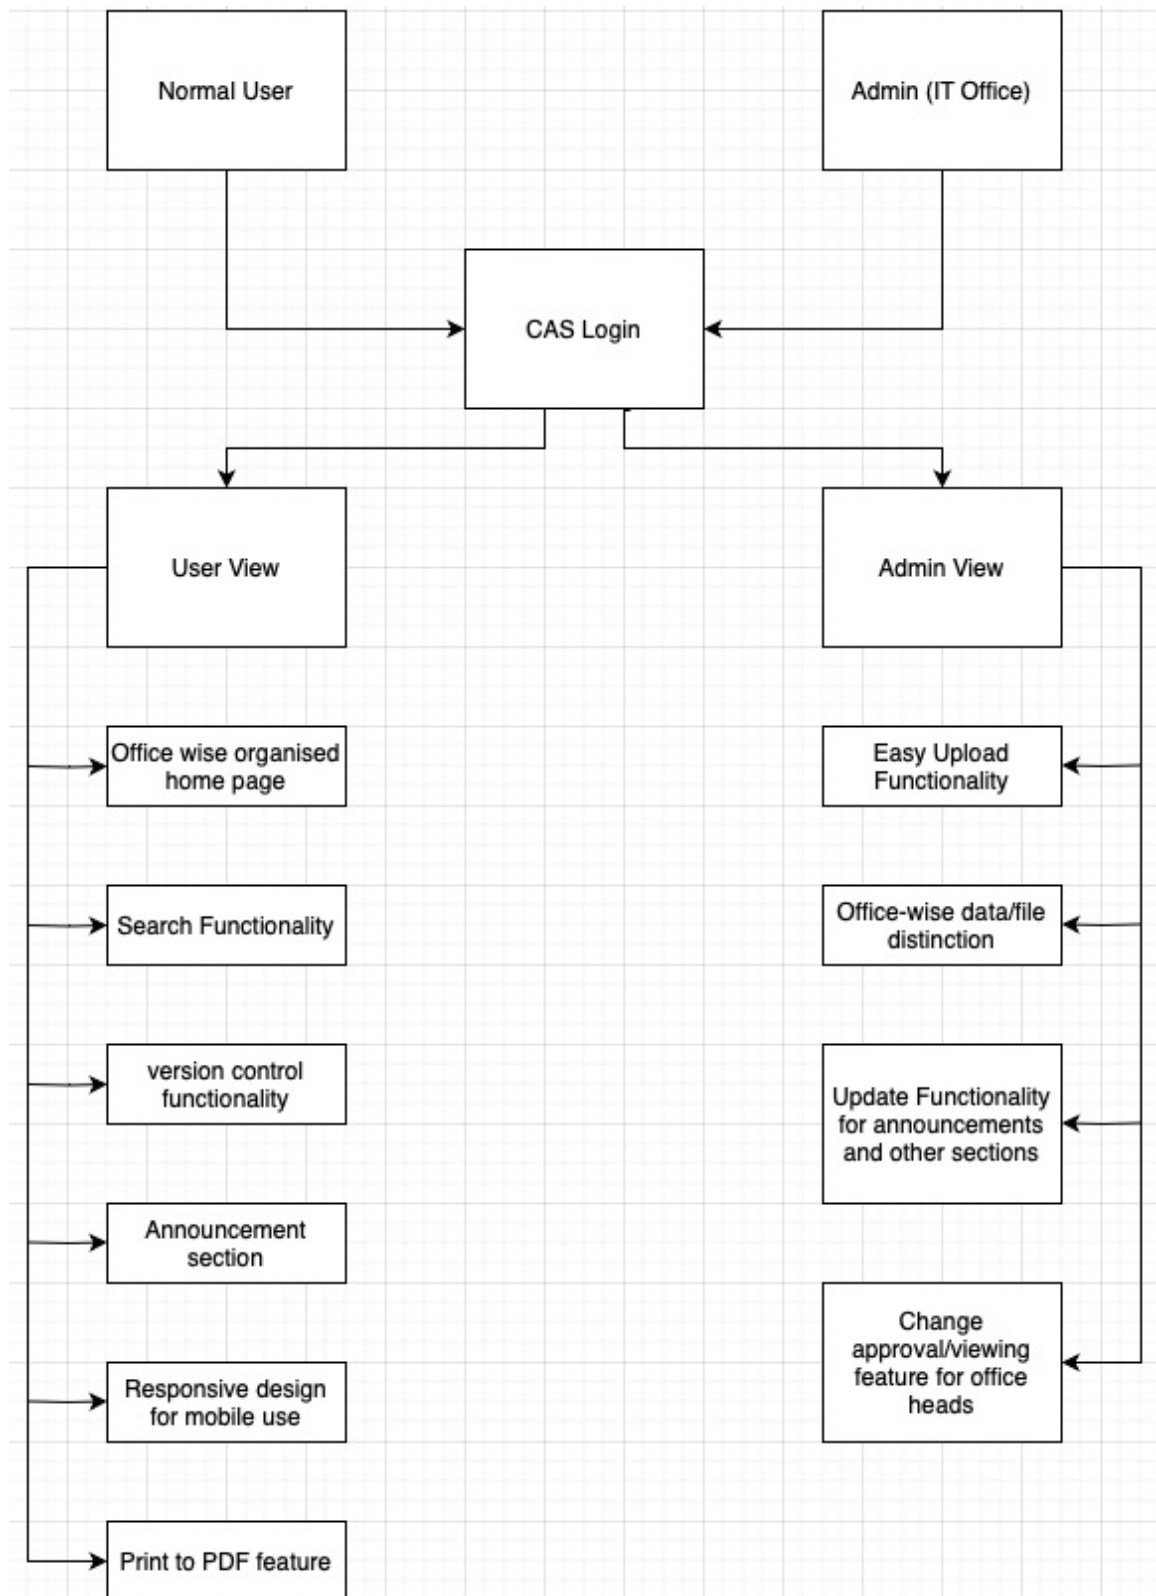 Normal User
Admin (IT Office)
CAS Login
User View
Admin View
Office wise organised
home page
Easy Upload
Functionality
Search Functionality
Office-wise data/file
distinction
version control
functionality
Update Functionality
for announcements
and other sections
Announcement
section
Change
approval/viewing
feature for office
heads
Responsive design
for mobile use
Print to PDF feature